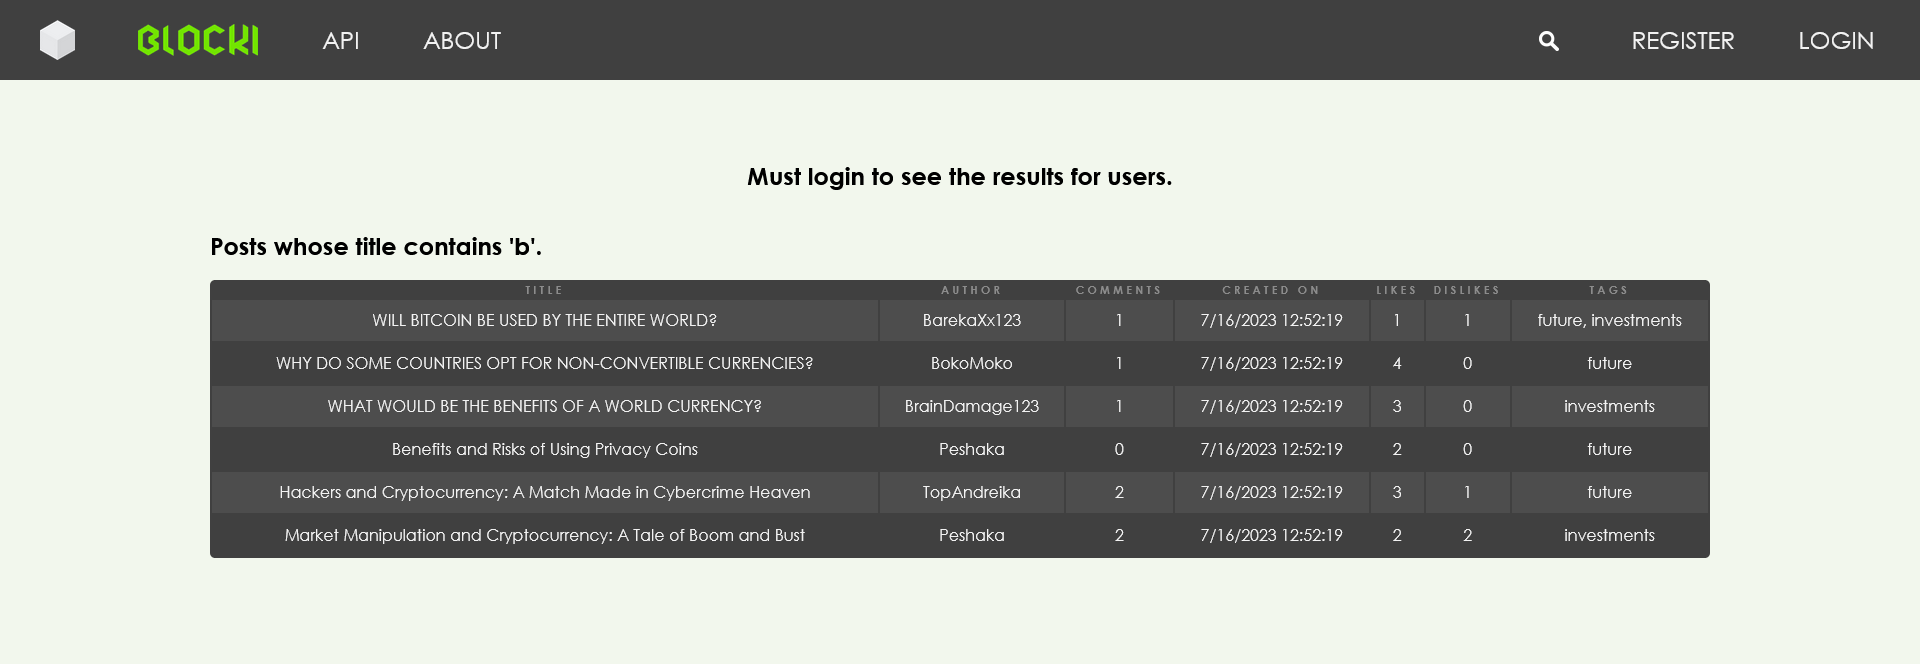 BLOCKI API ABOUT REGISTER LOGIN
Must login to see the results for users.
Posts whose title contains 'b'.
TITLE AUTHOR COMMENTS CREATED ON LIKES DISLIKES TAGS
WILL BITCOIN BE USED BY THE ENTIRE WORLD? BarekaXx123 1 7/16/2023 12:52:19 1 1 future, investments
WHY DO SOME COUNTRIES OPT FOR NON-CONVERTIBLE CURRENCIES? BokoMoko 1 7/16/2023 12:52:19 4 0 future
WHAT WOULD BE THE BENEFITS OF A WORLD CURRENCY? BrainDamage123 1 7/16/2023 12:52:19 3 0 investments
Benefits and Risks of Using Privacy Coins Peshaka 0 7/16/2023 12:52:19 2 0 future
Hackers and Cryptocurrency: A Match Made in Cybercrime Heaven TopAndreika 2 7/16/2023 12:52:19 3 1 future
Market Manipulation and Cryptocurrency: A Tale of Boom and Bust Peshaka 2 7/16/2023 12:52:19 2 2 investments